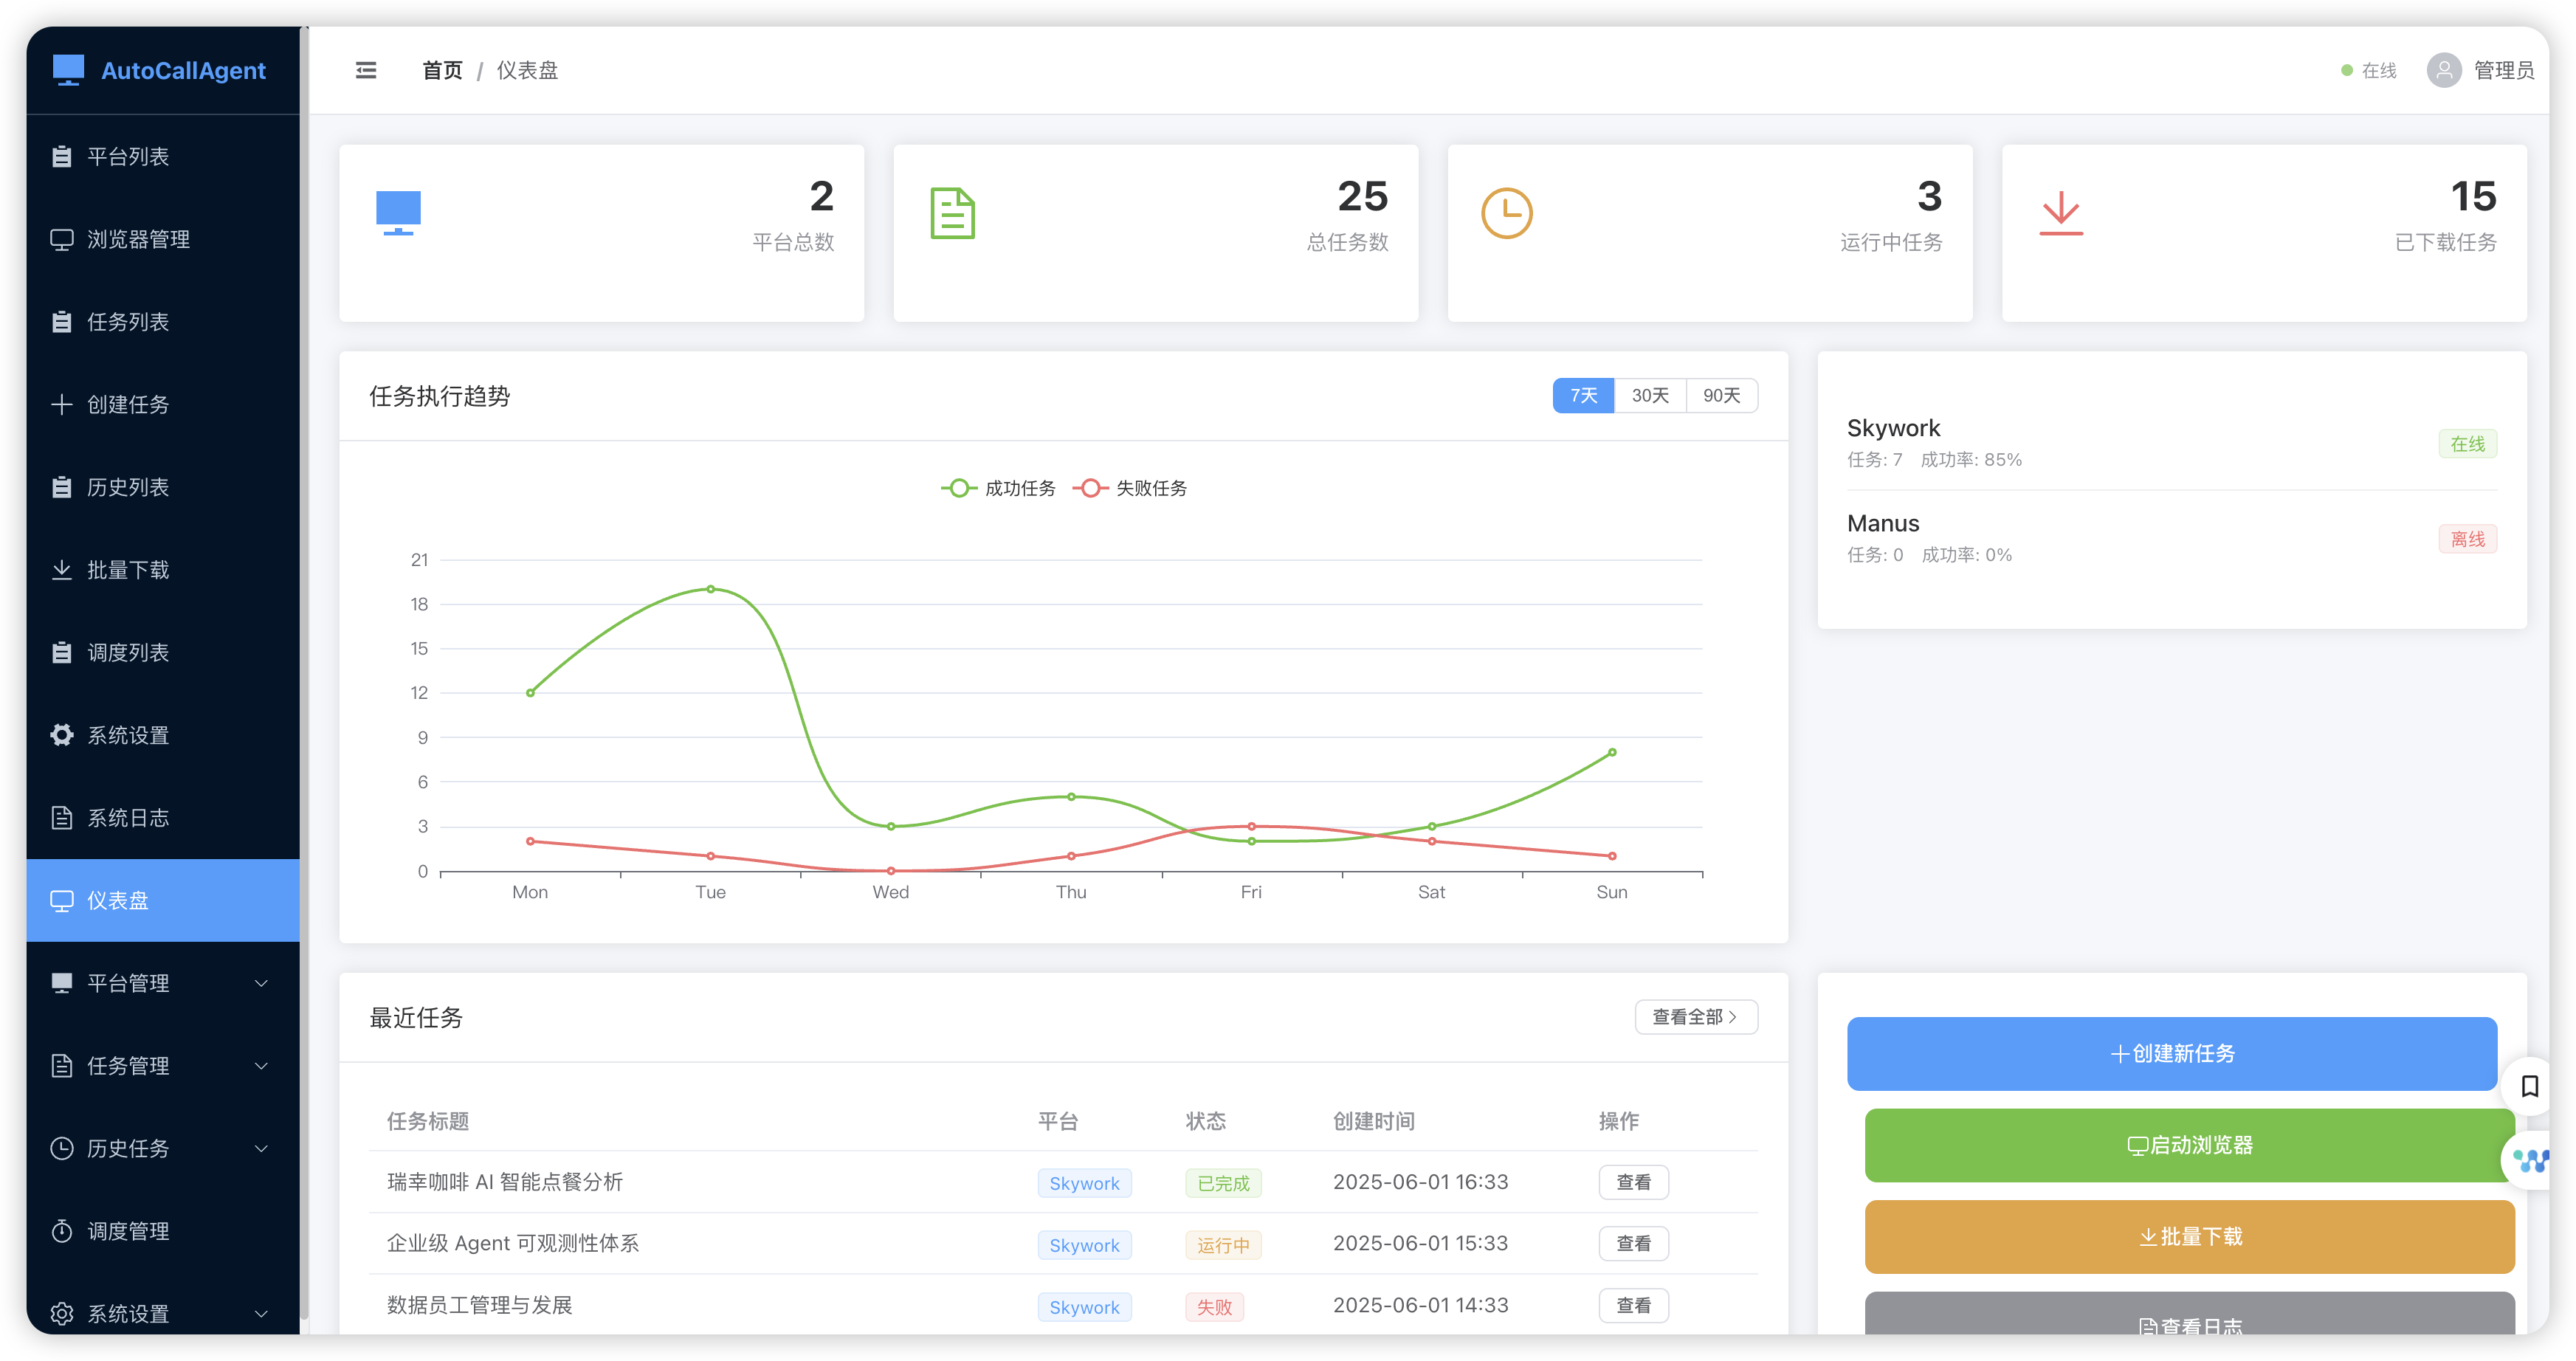 AutoCallAgent
首页 / 仪表盘
在线
管理员
平台列表
浏览器管理
任务列表
创建任务
历史列表
批量下载
调度列表
系统设置
系统日志
仪表盘
平台管理
任务管理
历史任务
调度管理
系统设置
2
平台总数
25
总任务数
3
运行中任务
15
已下载任务
任务执行趋势
7天 30天 90天
成功任务 失败任务
21
18
15
12
9
6
3
0
Mon Tue Wed Thu Fri Sat Sun
Skywork
任务: 7 成功率: 85%
在线
Manus
任务: 0 成功率: 0%
离线
最近任务
查看全部
任务标题 平台 状态 创建时间 操作
瑞幸咖啡 AI 智能点餐分析 Skywork 已完成 2025-06-01 16:33 查看
企业级 Agent 可观测性体系 Skywork 运行中 2025-06-01 15:33 查看
数据员工管理与发展 Skywork 失败 2025-06-01 14:33 查看
创建新任务
启动浏览器
批量下载
查看日志